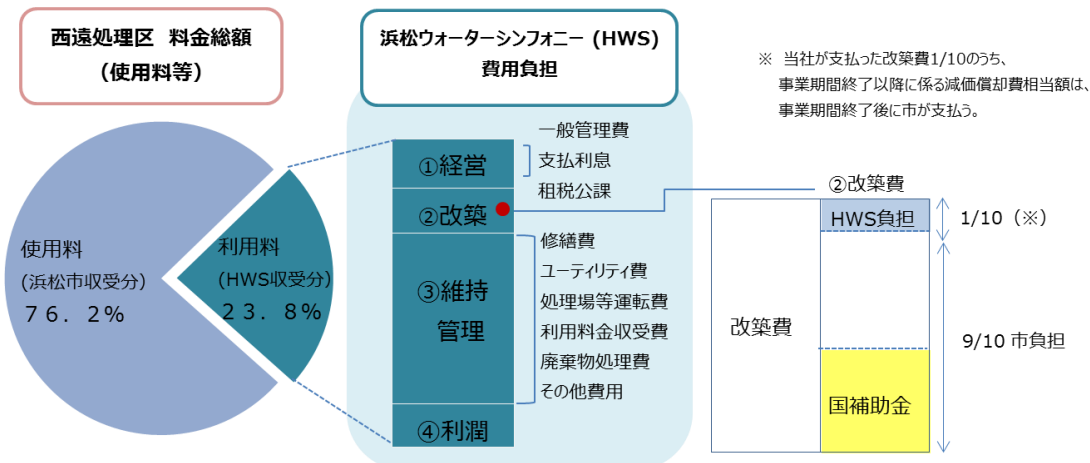 西遠処理区 料金総額
（使用料等）
浜松ウォーターシンフォニー (HWS)
費用負担
※ 当社が支払った改築費1/10のうち、
事業期間終了以降に係る減価償却費相当額は、
事業期間終了後に市が支払う。
使用料
(浜松市収受分)
７６．２%
利用料
(HWS収受分)
２３．８%
①経営
②改築
③維持
管理
④利潤
一般管理費
支払利息
租税公課
修繕費
ユーティリティ費
処理場等運転費
利用料金収受費
廃棄物処理費
その他費用
②改築費
改築費
HWS負担
国補助金
1/10（※）
9/10 市負担